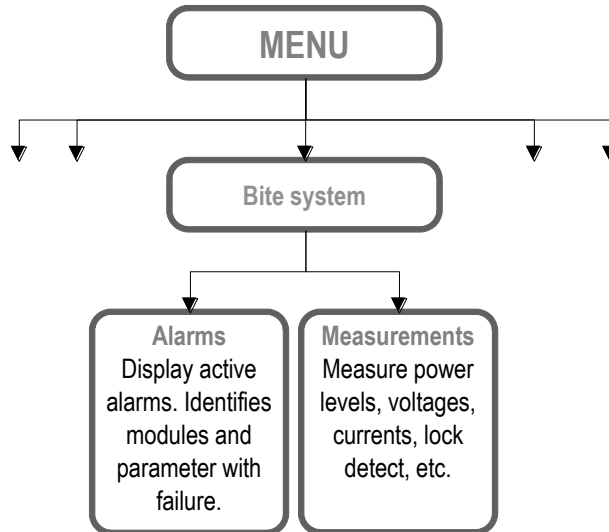 MENU
Bite system
Alarms
Display active
alarms. Identifies
modules and
parameter with
failure.
Measurements
Measure power
levels, voltages,
currents, lock
detect, etc.